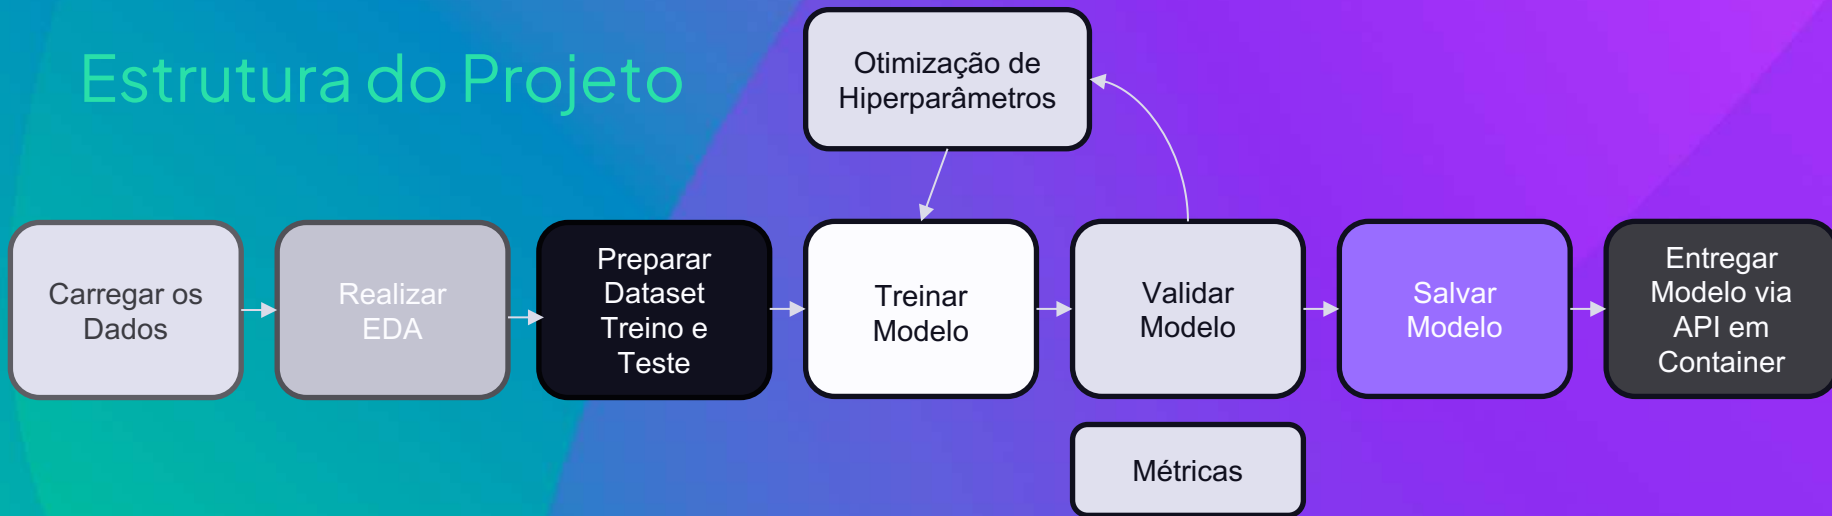 Estrutura do Projeto
Otimização de
Hiperparâmetros
Carregar os
Dados
Realizar
EDA
Preparar
Dataset
Treino e
Teste
Treinar
Modelo
Validar
Modelo
Salvar
Modelo
Entregar
Modelo via
API em
Container
Métricas